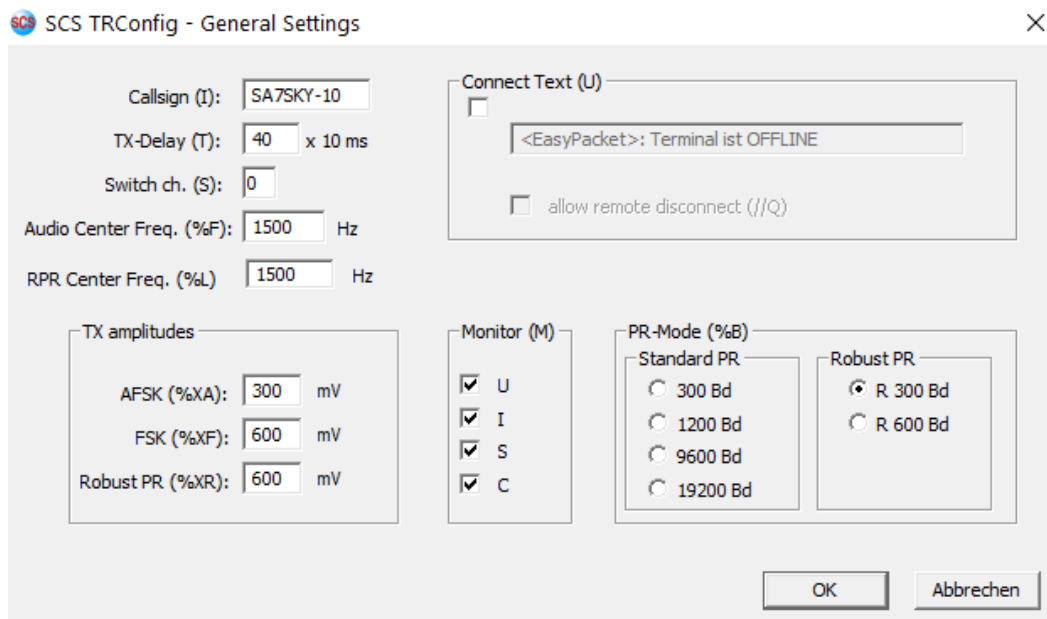 SCS SCS TRConfig - General Settings
Callsign (I): SA7SKY-10
TX-Delay (T): 40 x 10 ms
Switch ch. (S): 0
Audio Center Freq. (%F): 1500 Hz
RPR Center Freq. (%L) 1500 Hz
Connect Text (U)
<EasyPacket>: Terminal ist OFFLINE
allow remote disconnect (//Q)
TX amplitudes
AFSK (%XA): 300 mV
FSK (%XF): 600 mV
Robust PR (%XR): 600 mV
Monitor (M)
U
I
S
C
PR-Mode (%B)
Standard PR
300 Bd
1200 Bd
9600 Bd
19200 Bd
Robust PR
R 300 Bd
R 600 Bd
OK
Abbrechen